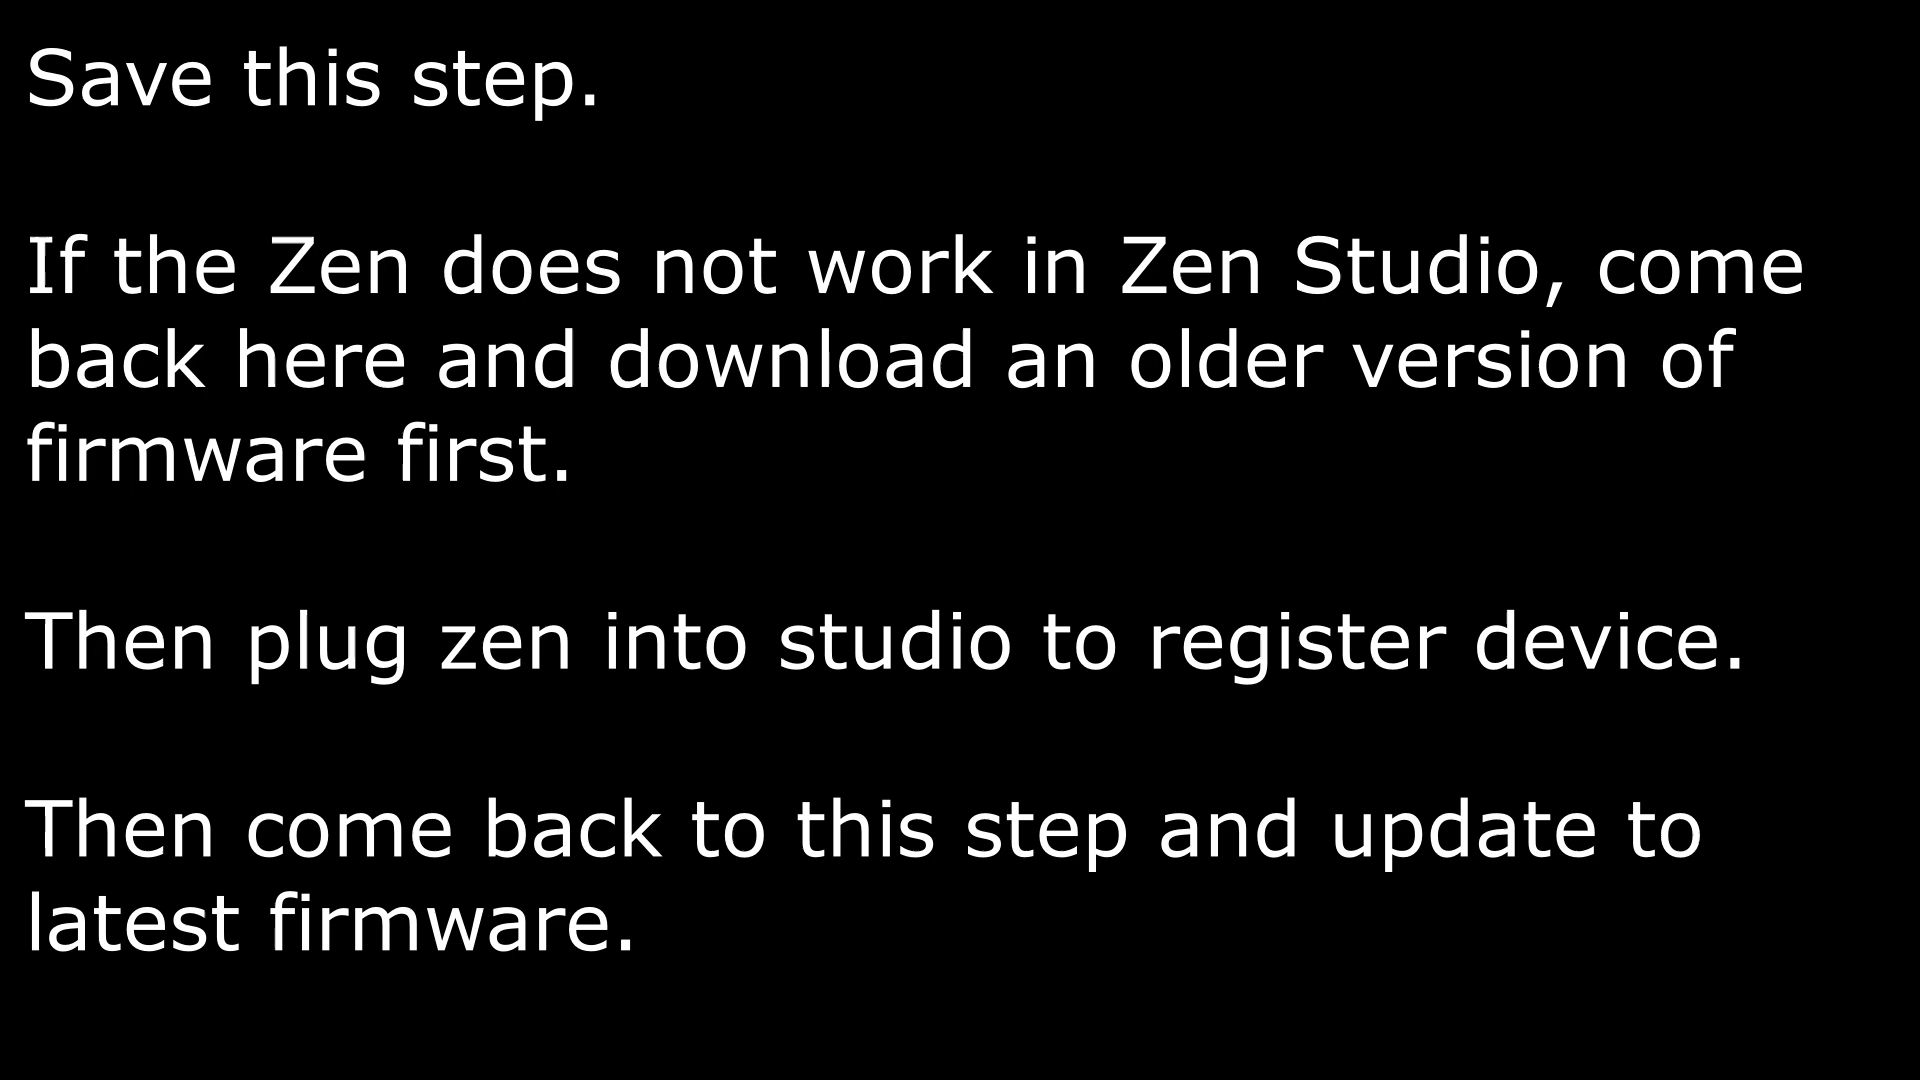 Save this step.
If the Zen does not work in Zen Studio, come
back here and download an older version of
firmware first.
Then plug zen into studio to register device.
Then come back to this step and update to
latest firmware.